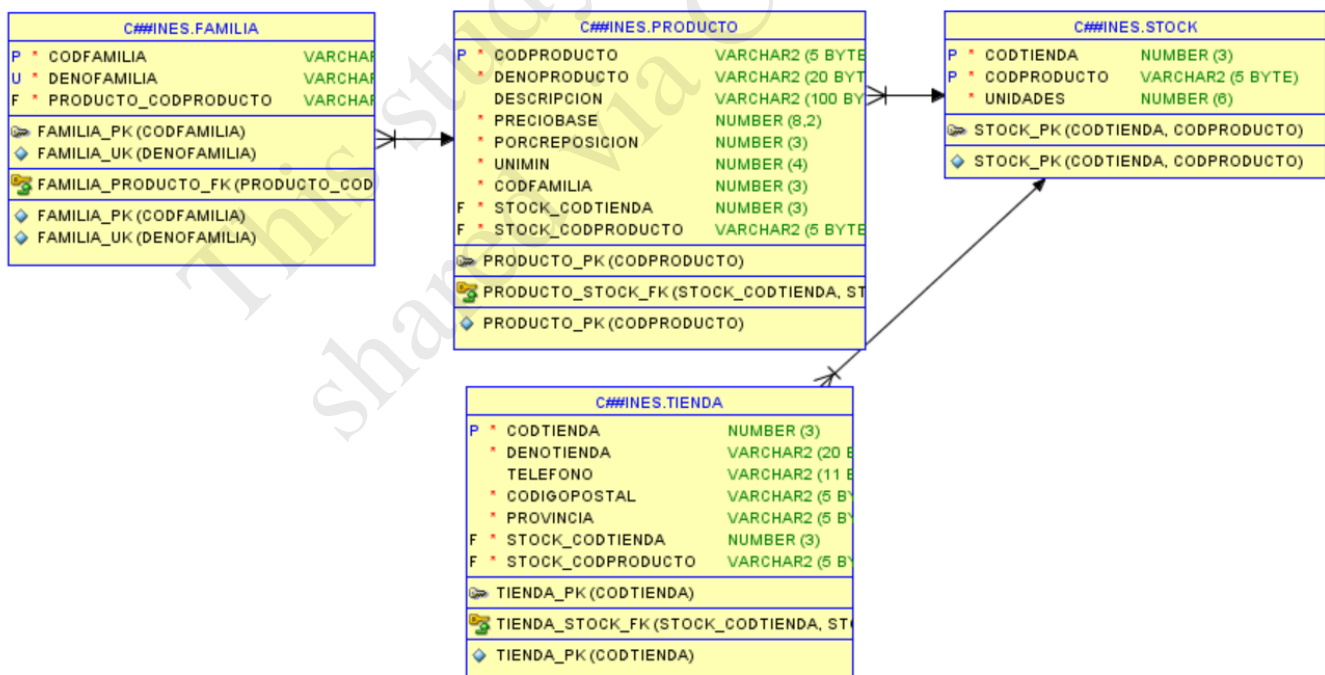 C##INES.FAMILIA
P * CODFAMILIA VARCHAR
U * DENOFAMILIA VARCHAR
F * PRODUCTO_CODPRODUCTO VARCHAR
FAMILIA_PK (CODFAMILIA)
FAMILIA_UK (DENOFAMILIA)
FAMILIA_PRODUCTO_FK (PRODUCTO_COD
FAMILIA_PK (CODFAMILIA)
FAMILIA_UK (DENOFAMILIA)
C##INES.PRODUCTO
P * CODPRODUCTO VARCHAR2 (5 BYTE
* DENOPRODUCTO VARCHAR2 (20 BYT
DESCRIPCION VARCHAR2 (100 BY
* PRECIOBASE NUMBER (8,2)
* PORCREPOSICION NUMBER (3)
* UNIMIN NUMBER (4)
* CODFAMILIA NUMBER (3)
F * STOCK_CODTIENDA NUMBER (3)
F * STOCK_CODPRODUCTO VARCHAR2 (5 BYTE
PRODUCTO_PK (CODPRODUCTO)
PRODUCTO_STOCK_FK (STOCK_CODTIENDA, ST
PRODUCTO_PK (CODPRODUCTO)
C##INES.STOCK
P * CODTIENDA NUMBER (3)
P * CODPRODUCTO VARCHAR2 (5 BYTE)
* UNIDADES NUMBER (6)
STOCK_PK (CODTIENDA, CODPRODUCTO)
STOCK_PK (CODTIENDA, CODPRODUCTO)
C##INES.TIENDA
P * CODTIENDA NUMBER (3)
* DENOTIENDA VARCHAR2 (20 B
TELEFONO VARCHAR2 (11 B
* CODIGOPOSTAL VARCHAR2 (5 BY
* PROVINCIA VARCHAR2 (5 BY
F * STOCK_CODTIENDA NUMBER (3)
F * STOCK_CODPRODUCTO VARCHAR2 (5 BY
TIENDA_PK (CODTIENDA)
TIENDA_STOCK_FK (STOCK_CODTIENDA, STO
TIENDA_PK (CODTIENDA)
This study
shared via C